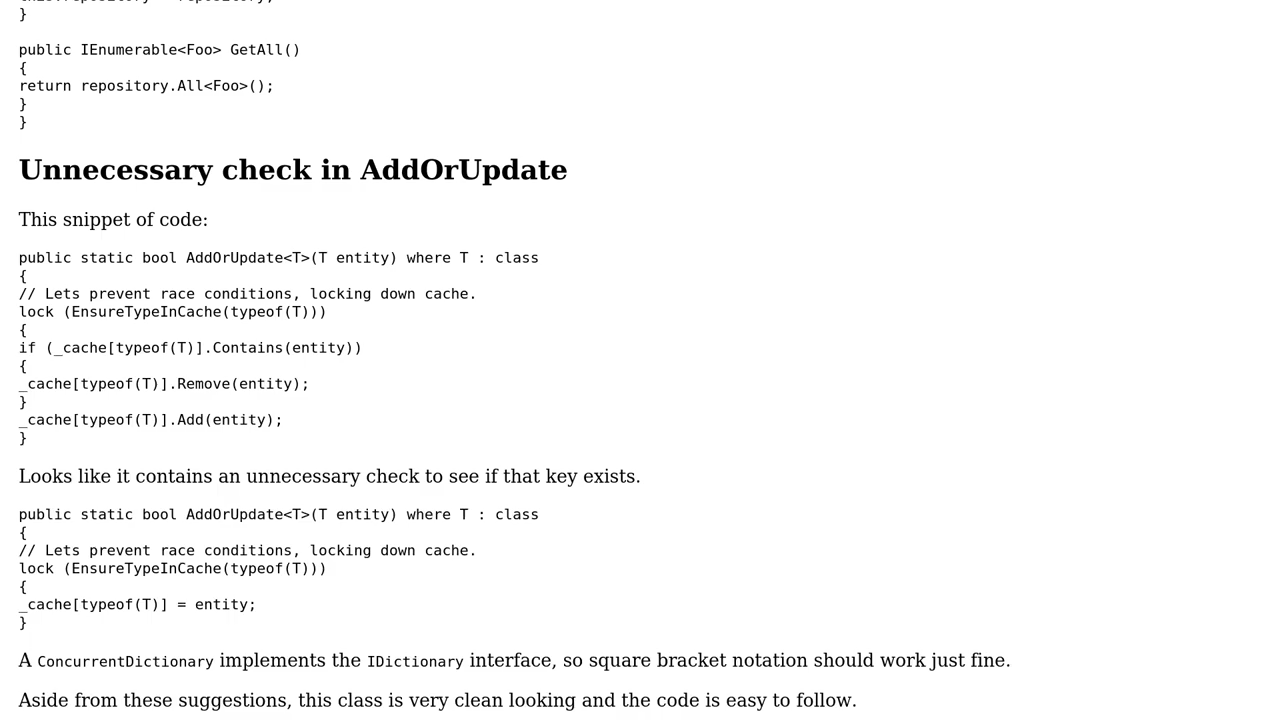 }
public IEnumerable<Foo> GetAll()
{
return repository.All<Foo>();
}
}
Unnecessary check in AddOrUpdate
This snippet of code:
public static bool AddOrUpdate<T>(T entity) where T : class
{
// Lets prevent race conditions, locking down cache.
lock (EnsureTypeInCache(typeof(T)))
{
if (_cache[typeof(T)].Contains(entity))
{
_cache[typeof(T)].Remove(entity);
}
_cache[typeof(T)].Add(entity);
}
Looks like it contains an unnecessary check to see if that key exists.
public static bool AddOrUpdate<T>(T entity) where T : class
{
// Lets prevent race conditions, locking down cache.
lock (EnsureTypeInCache(typeof(T)))
{
_cache[typeof(T)] = entity;
}
A ConcurrentDictionary implements the IDictionary interface, so square bracket notation should work just fine.
Aside from these suggestions, this class is very clean looking and the code is easy to follow.